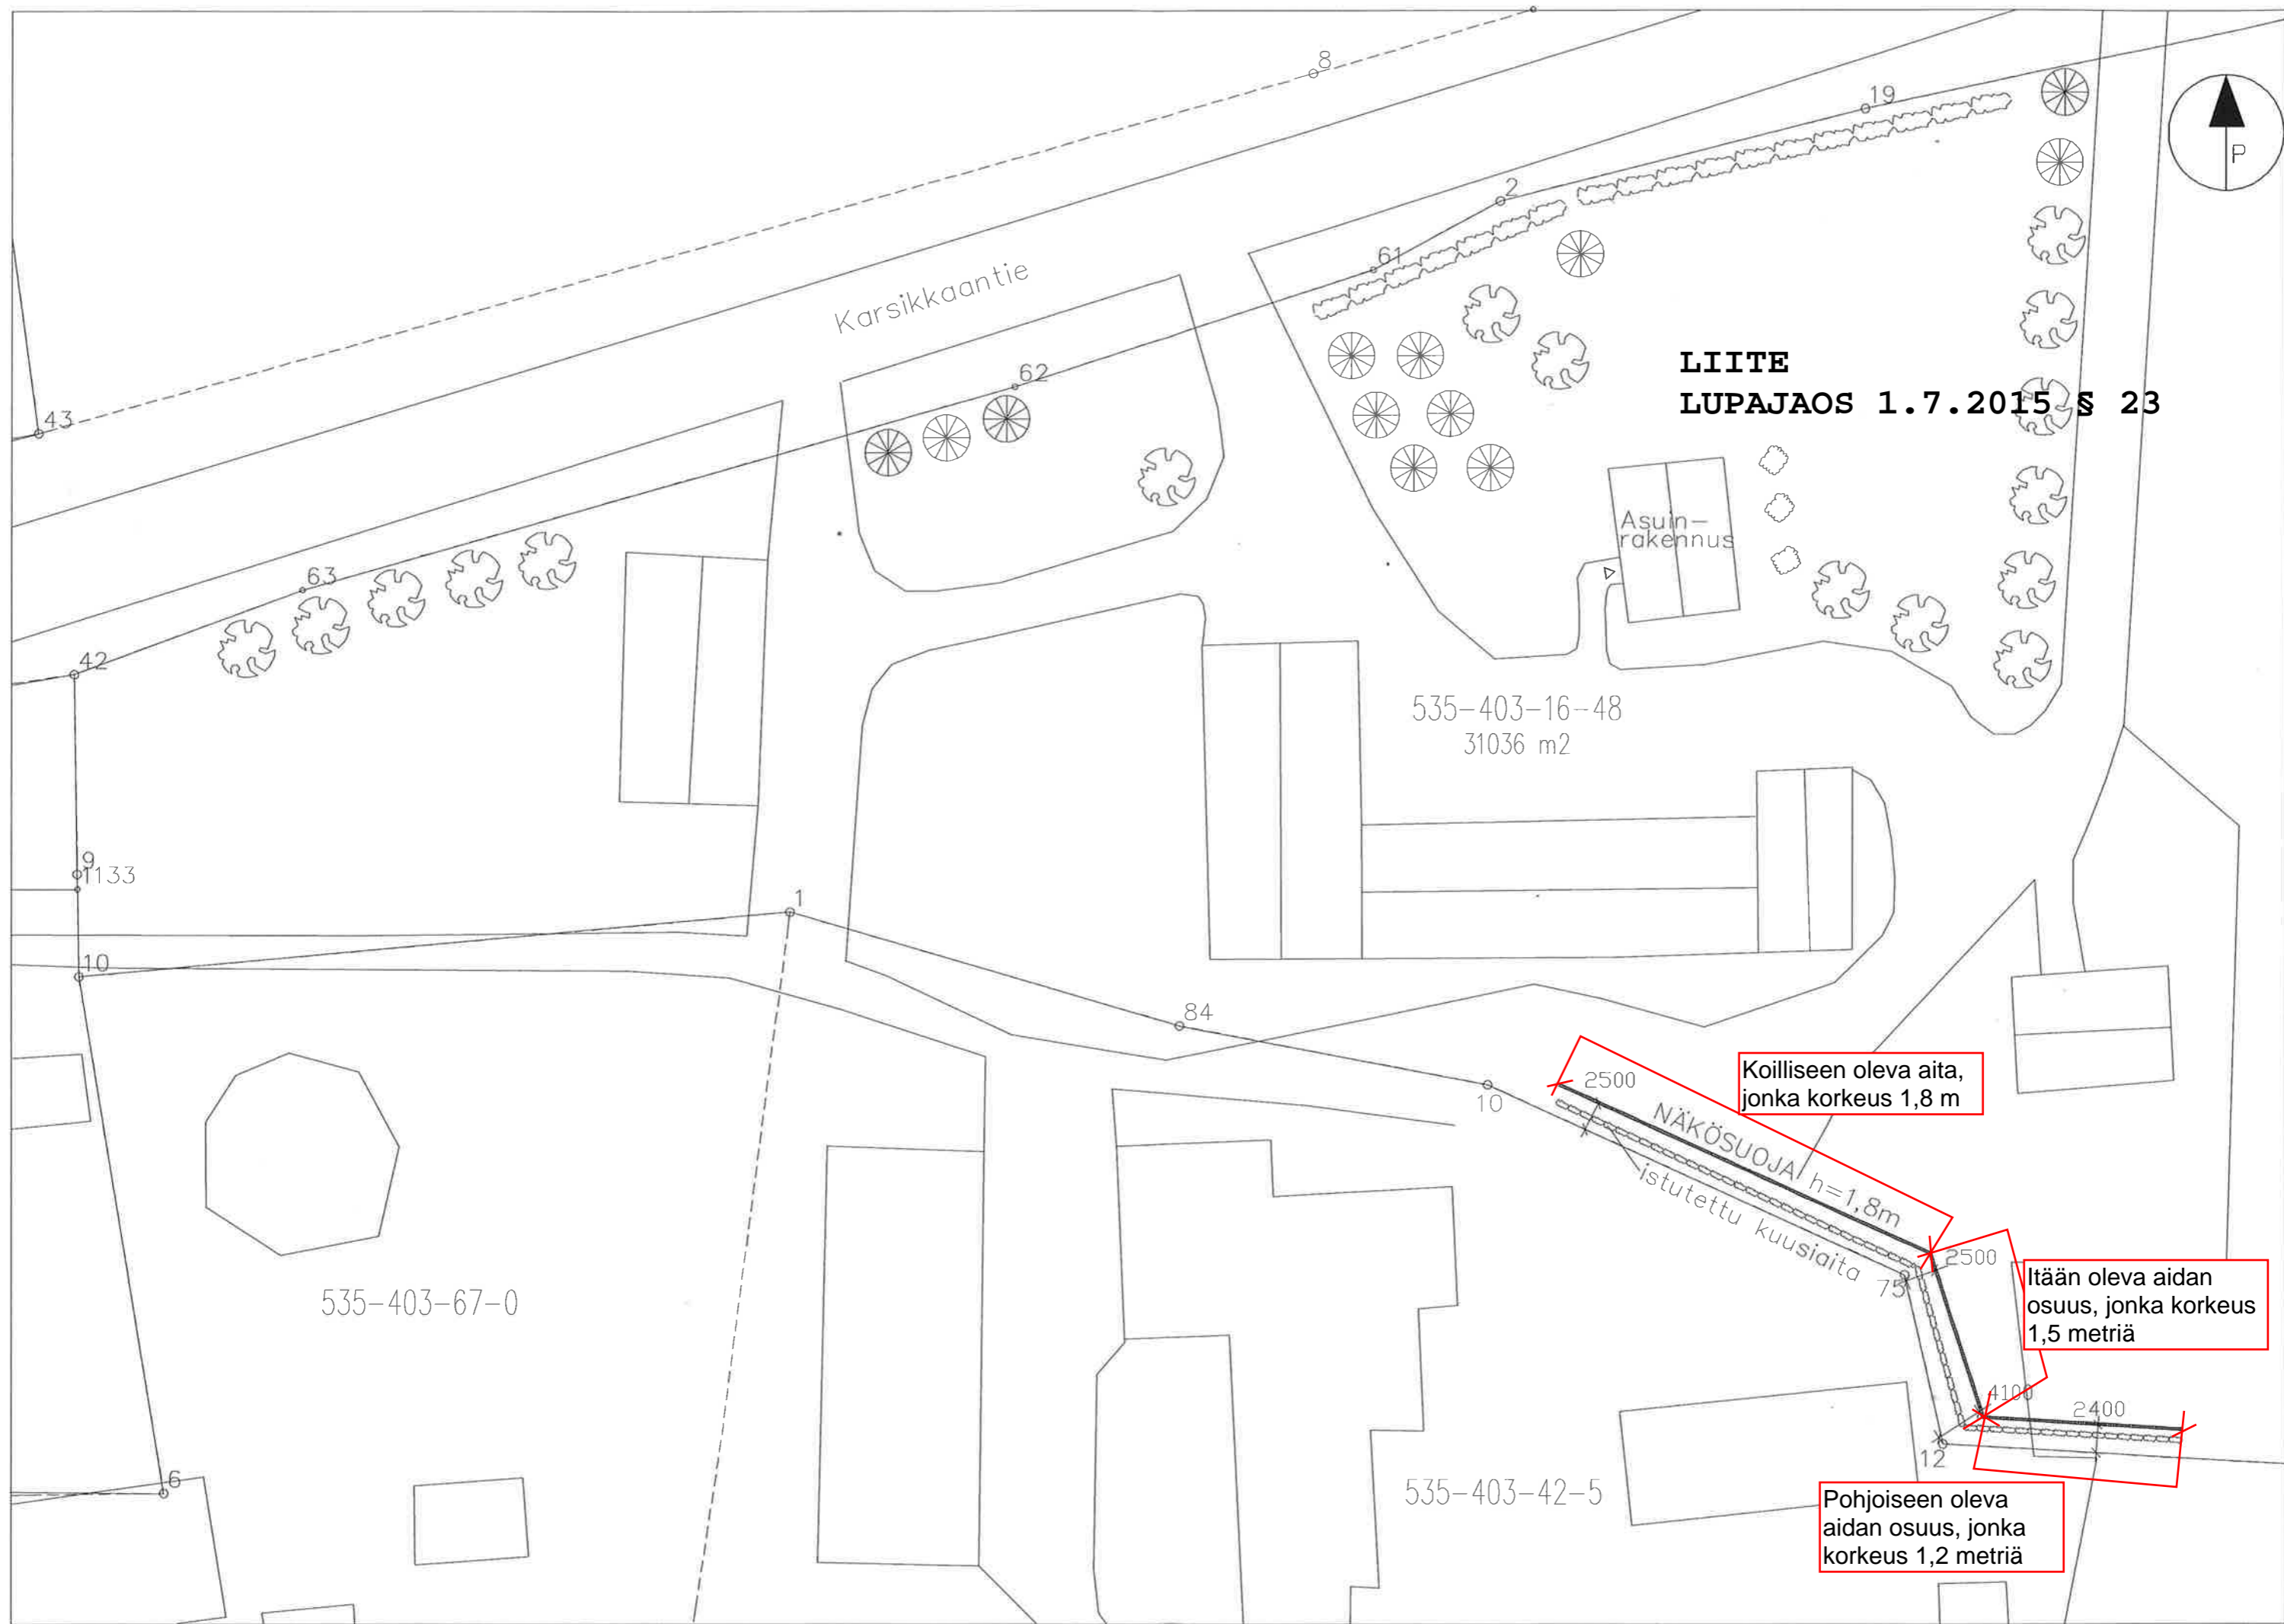 8
19
P
2
61
Karsikkaantie
62
LIITE
LUPAJAOS 1.7.2015 § 23
43
Asuin-
rakennus
63
42
535-403-16-48
31036 m2
9
1133
1
10
84
Koilliseen oleva aita,
jonka korkeus 1,8 m
2500
10
NÄKÖSUOJA h=1,8m
istutettu kuusiaita
2500
75
Itään oleva aidan
osuus, jonka korkeus
1,5 metriä
535-403-67-0
4100
2400
12
6
535-403-42-5
Pohjoiseen oleva
aidan osuus, jonka
korkeus 1,2 metriä